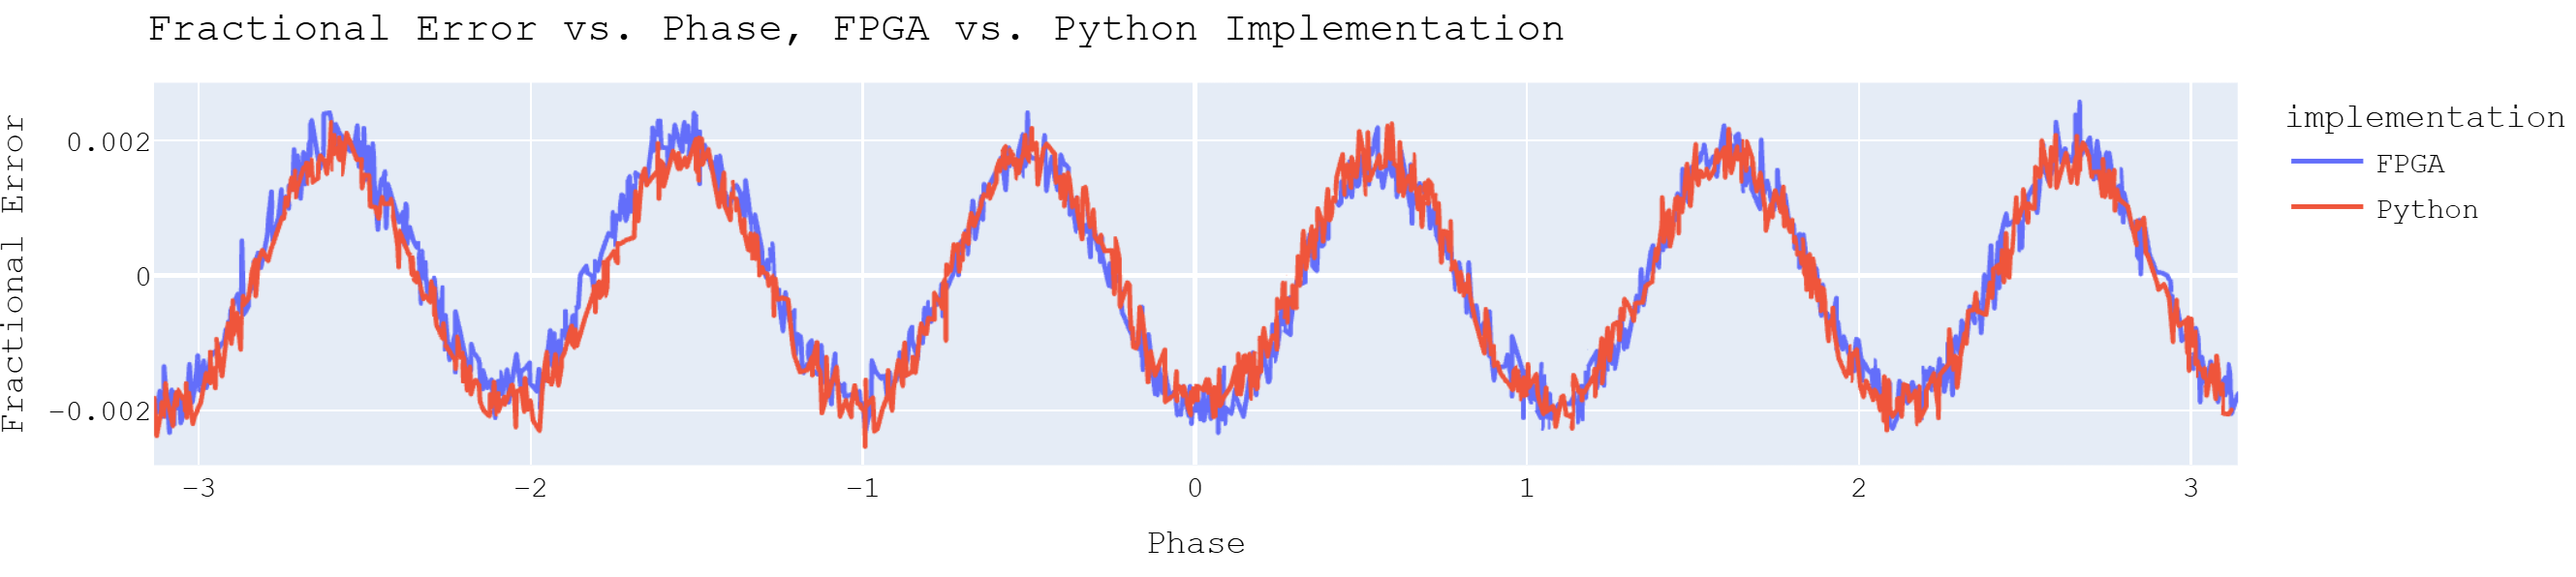 Fractional Error vs. Phase, FPGA vs. Python Implementation
Fractional Error
0.002
0
−0.002
−3
−2
−1
0
1
2
3
Phase
implementation
FPGA
Python